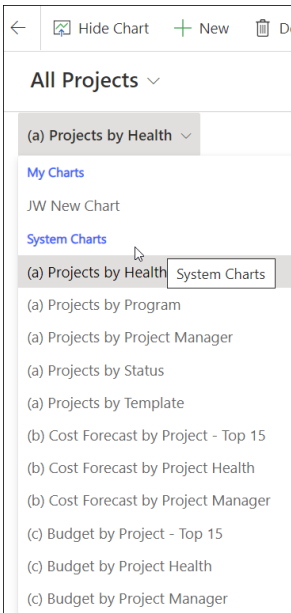 Hide Chart New De
All Projects
(a) Projects by Health
My Charts
JW New Chart
System Charts
(a) Projects by Health System Charts
(a) Projects by Program
(a) Projects by Project Manager
(a) Projects by Status
(a) Projects by Template
(b) Cost Forecast by Project - Top 15
(b) Cost Forecast by Project Health
(b) Cost Forecast by Project Manager
(c) Budget by Project - Top 15
(c) Budget by Project Health
(c) Budget by Project Manager